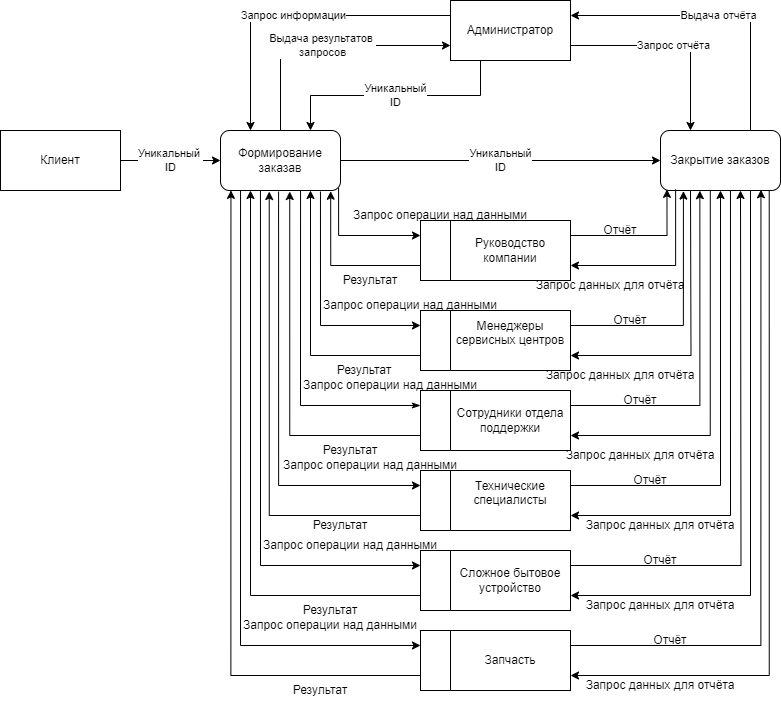 Запрос информации
Администратор
Выдача отчёта
Выдача результатов
запросов
Запрос отчёта
Уникальный
ID
Клиент
Уникальный
ID
Формирование
заказав
Уникальный
ID
Закрытие заказов
Запрос операции над данными
Руководство
компании
Отчёт
Результат
Запрос данных для отчёта
Запрос операции над данными
Менеджеры
сервисных центров
Отчёт
Результат
Запрос данных для отчёта
Запрос операции над данными
Сотрудники отдела
поддержки
Отчёт
Результат
Запрос данных для отчёта
Запрос операции над данными
Технические
специалисты
Отчёт
Результат
Запрос данных для отчёта
Запрос операции над данными
Сложное бытовое
устройство
Отчёт
Результат
Запрос данных для отчёта
Запрос операции над данными
Запчасть
Отчёт
Результат
Запрос данных для отчёта